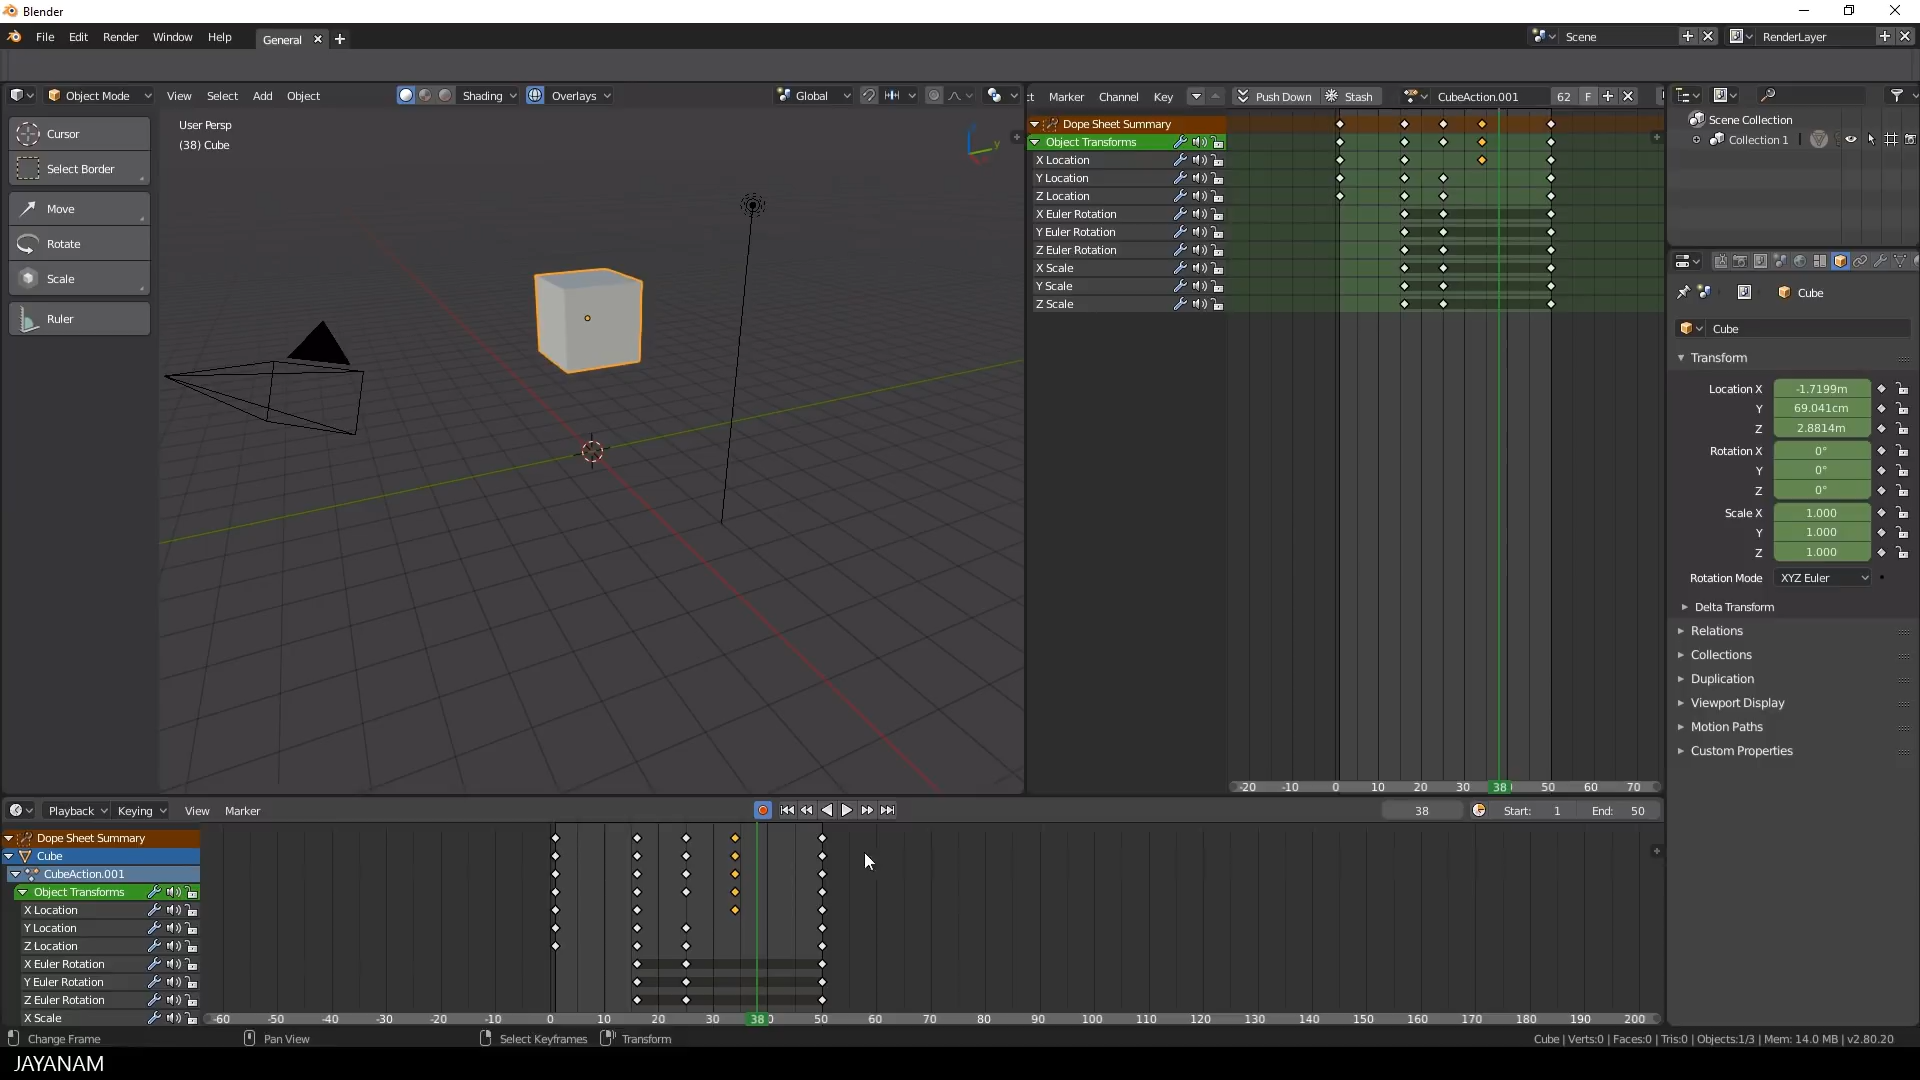 Blender
File Edit Render Window Help General Scene RenderLayer
Object Mode View Select Add Object Shading Overlays Global
Marker Channel Key Push Down Stash CubeAction.001 62 F
Cursor
Select Border
Move
Rotate
Scale
Ruler
User Persp
(38) Cube
y
Dope Sheet Summary
Object Transforms
X Location
Y Location
Z Location
X Euler Rotation
Y Euler Rotation
Z Euler Rotation
X Scale
Y Scale
Z Scale
-20 -10 0 10 20 30 38 50 60 70
Scene Collection
Collection 1
Cube
Cube
Transform
Location X -1.7199m
Y 69.041cm
Z 2.8814m
Rotation X 0°
Y 0°
Z 0°
Scale X 1.000
Y 1.000
Z 1.000
Rotation Mode XYZ Euler
Delta Transform
Relations
Collections
Duplication
Viewport Display
Motion Paths
Custom Properties
Playback Keying View Marker 38 Start: 1 End: 50
Dope Sheet Summary
Cube
CubeAction.001
Object Transforms
X Location
Y Location
Z Location
X Euler Rotation
Y Euler Rotation
Z Euler Rotation
X Scale
-60 -50 -40 -30 -20 -10 0 10 20 30 38 50 60 70 80 90 100 110 120 130 140 150 160 170 180 190 200
Change Frame Pan View Select Keyframes Transform
Cube | Verts:0 | Faces:0 | Tris:0 | Objects:1/3 | Mem: 14.0 MB | v2.80.20
JAYANAM